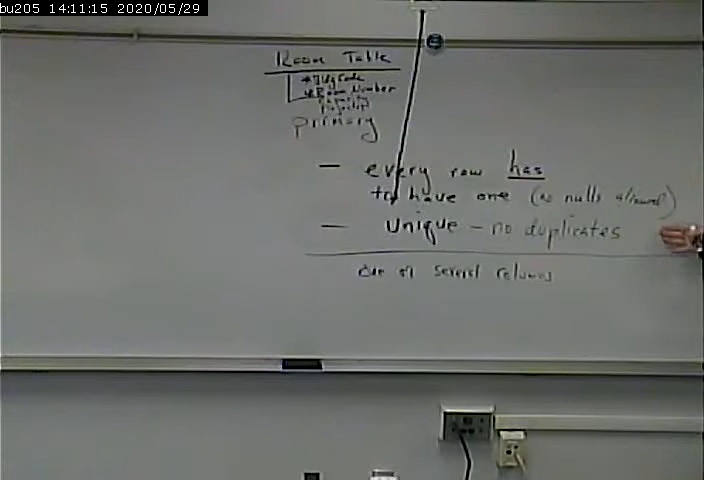 bu205 14:11:15 2020/05/29
Room Table
* Bldg Code
* Room Number
Capacity
Projector
primary
— every row has
to have one (no nulls allowed)
— Unique - no duplicates
one or several columns